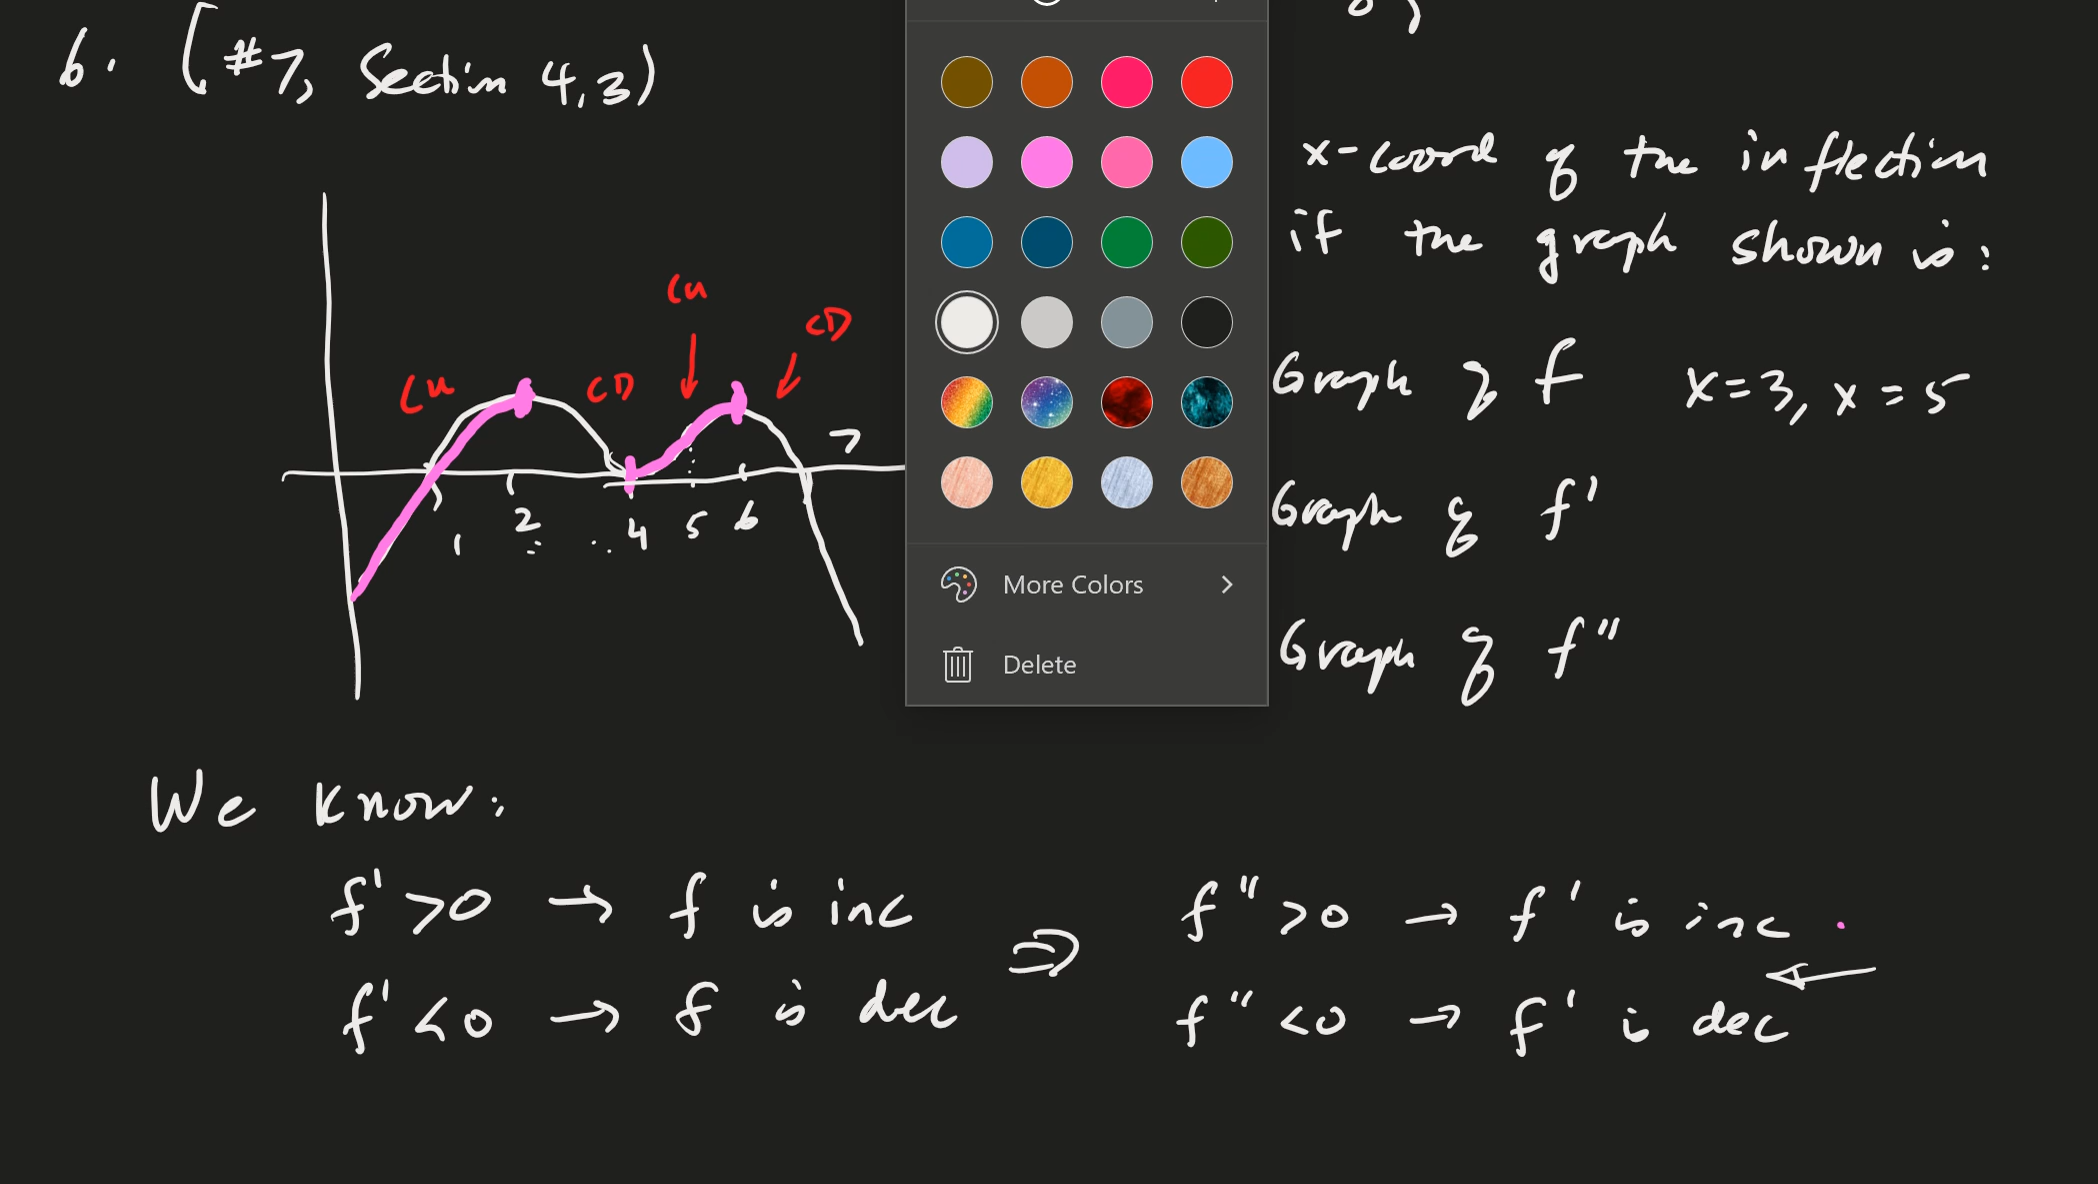 6. (#7, Section 4.3)
x-coord of the inflection
if the graph shown is:
CU
CD
CU
CD
1 2 4 5 6 7
Graph of f x=3, x=5
Graph of f'
Graph of f"
More Colors
Delete
We know:
f' >0 → f is inc ⇒ f" >0 → f' is inc
f' <0 → f is dec f" <0 → f' is dec